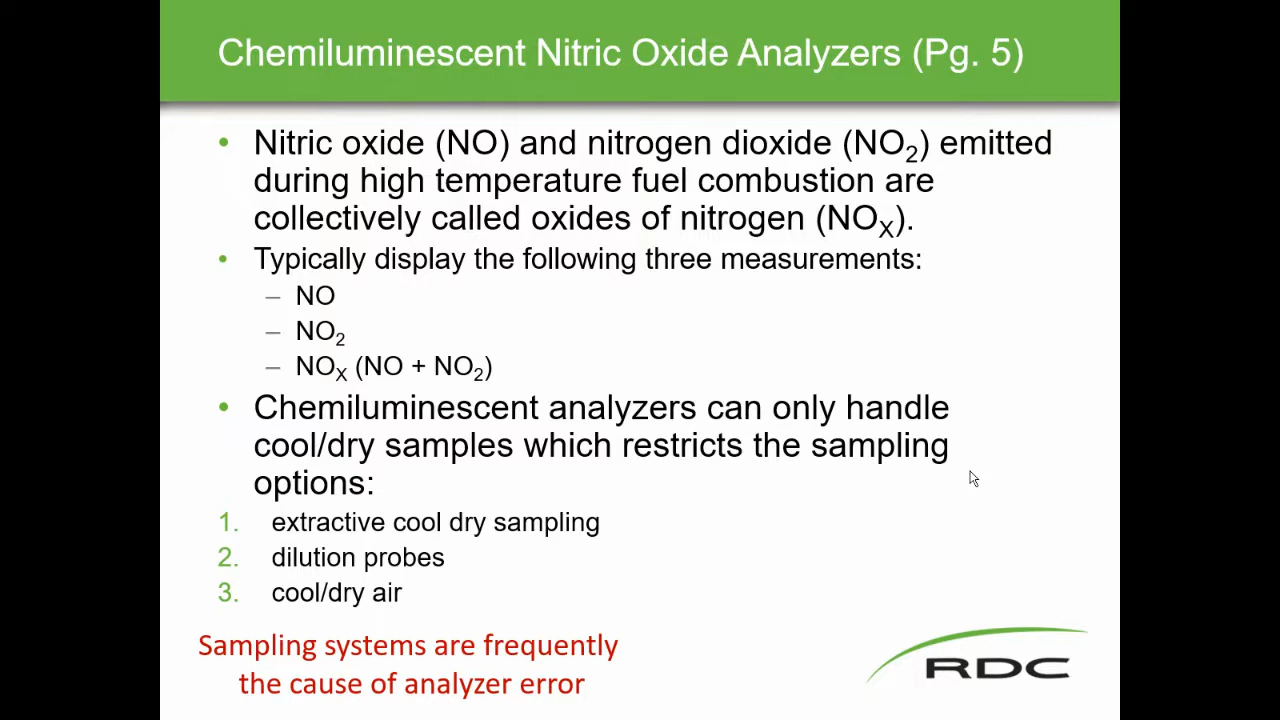 Chemiluminescent Nitric Oxide Analyzers (Pg. 5)
• Nitric oxide (NO) and nitrogen dioxide (NO₂) emitted
during high temperature fuel combustion are
collectively called oxides of nitrogen (NOX).
• Typically display the following three measurements:
– NO
– NO₂
– NOX (NO + NO₂)
• Chemiluminescent analyzers can only handle
cool/dry samples which restricts the sampling
options:
1. extractive cool dry sampling
2. dilution probes
3. cool/dry air
Sampling systems are frequently
the cause of analyzer error
RDC